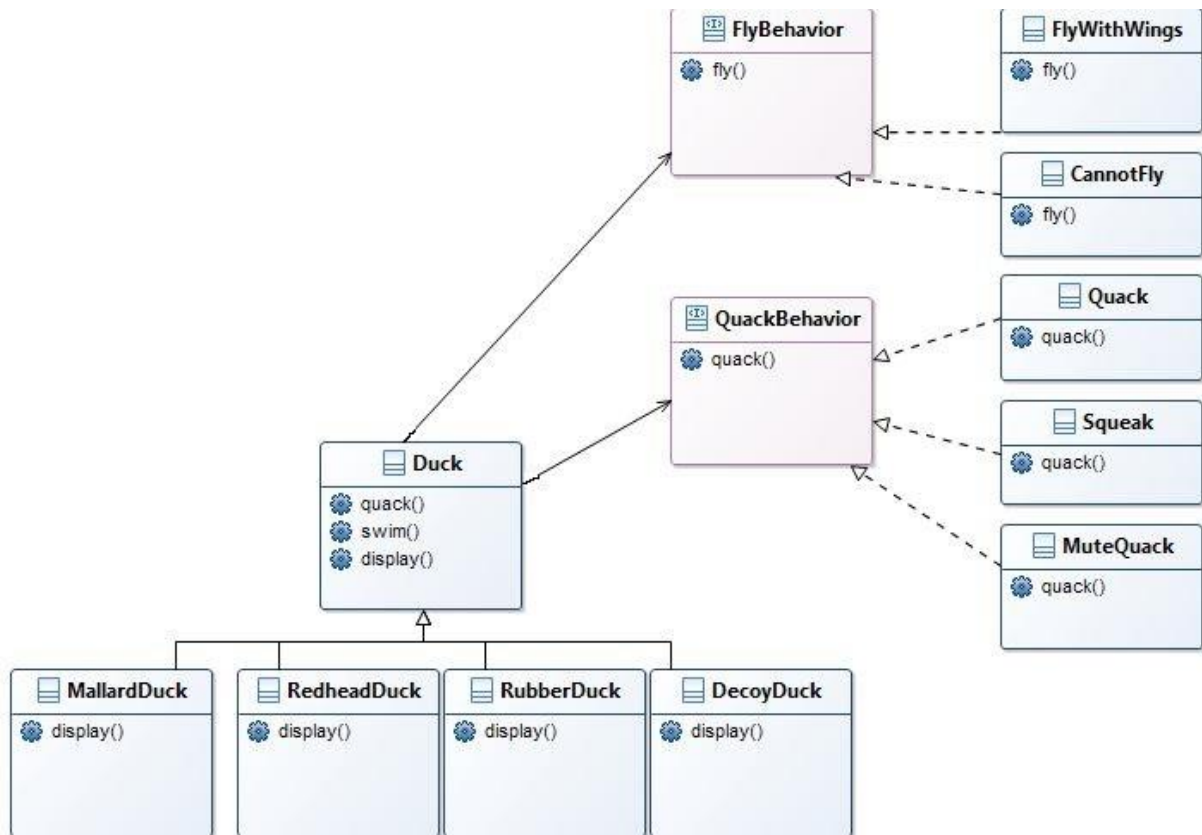 FlyBehavior
fly()
FlyWithWings
fly()
CannotFly
fly()
QuackBehavior
quack()
Quack
quack()
Squeak
quack()
MuteQuack
quack()
Duck
quack()
swim()
display()
MallardDuck
display()
RedheadDuck
display()
RubberDuck
display()
DecoyDuck
display()